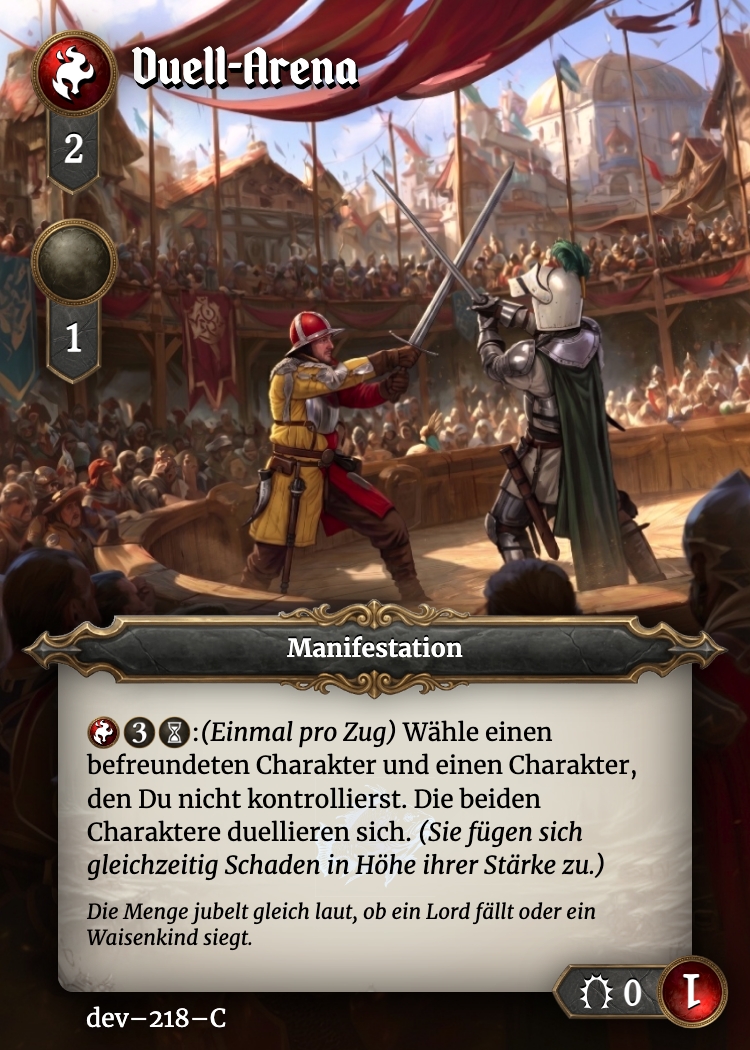 Duell-Arena
2
1
Manifestation
3 : (Einmal pro Zug) Wähle einen
befreundeten Charakter und einen Charakter,
den Du nicht kontrollierst. Die beiden
Charaktere duellieren sich. (Sie fügen sich
gleichzeitig Schaden in Höhe ihrer Stärke zu.)
Die Menge jubelt gleich laut, ob ein Lord fällt oder ein
Waisenkind siegt.
0
1
dev–218–C